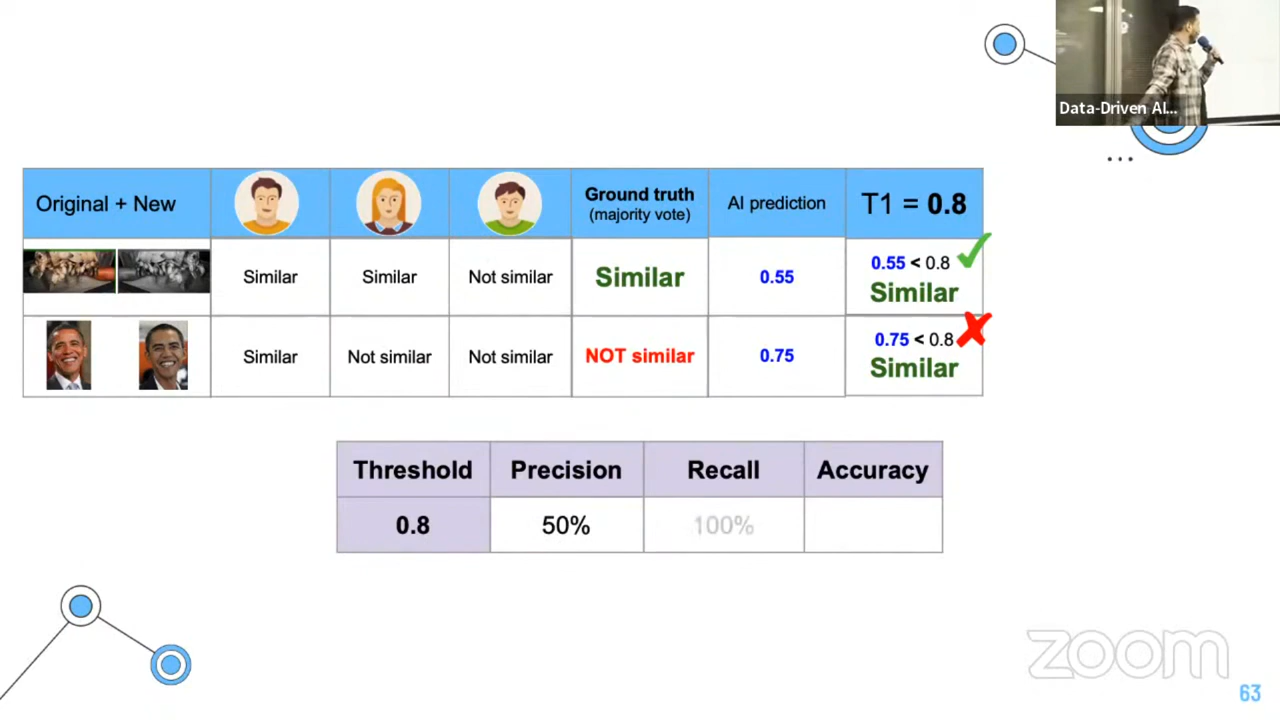 Data-Driven AI...
Original + New
Ground truth
(majority vote)
AI prediction
T1 = 0.8
Similar
Similar
Not similar
Similar
0.55
0.55 < 0.8
Similar
Similar
Not similar
Not similar
NOT similar
0.75
0.75 < 0.8
Similar
Threshold
Precision
Recall
Accuracy
0.8
50%
100%
zoom
63